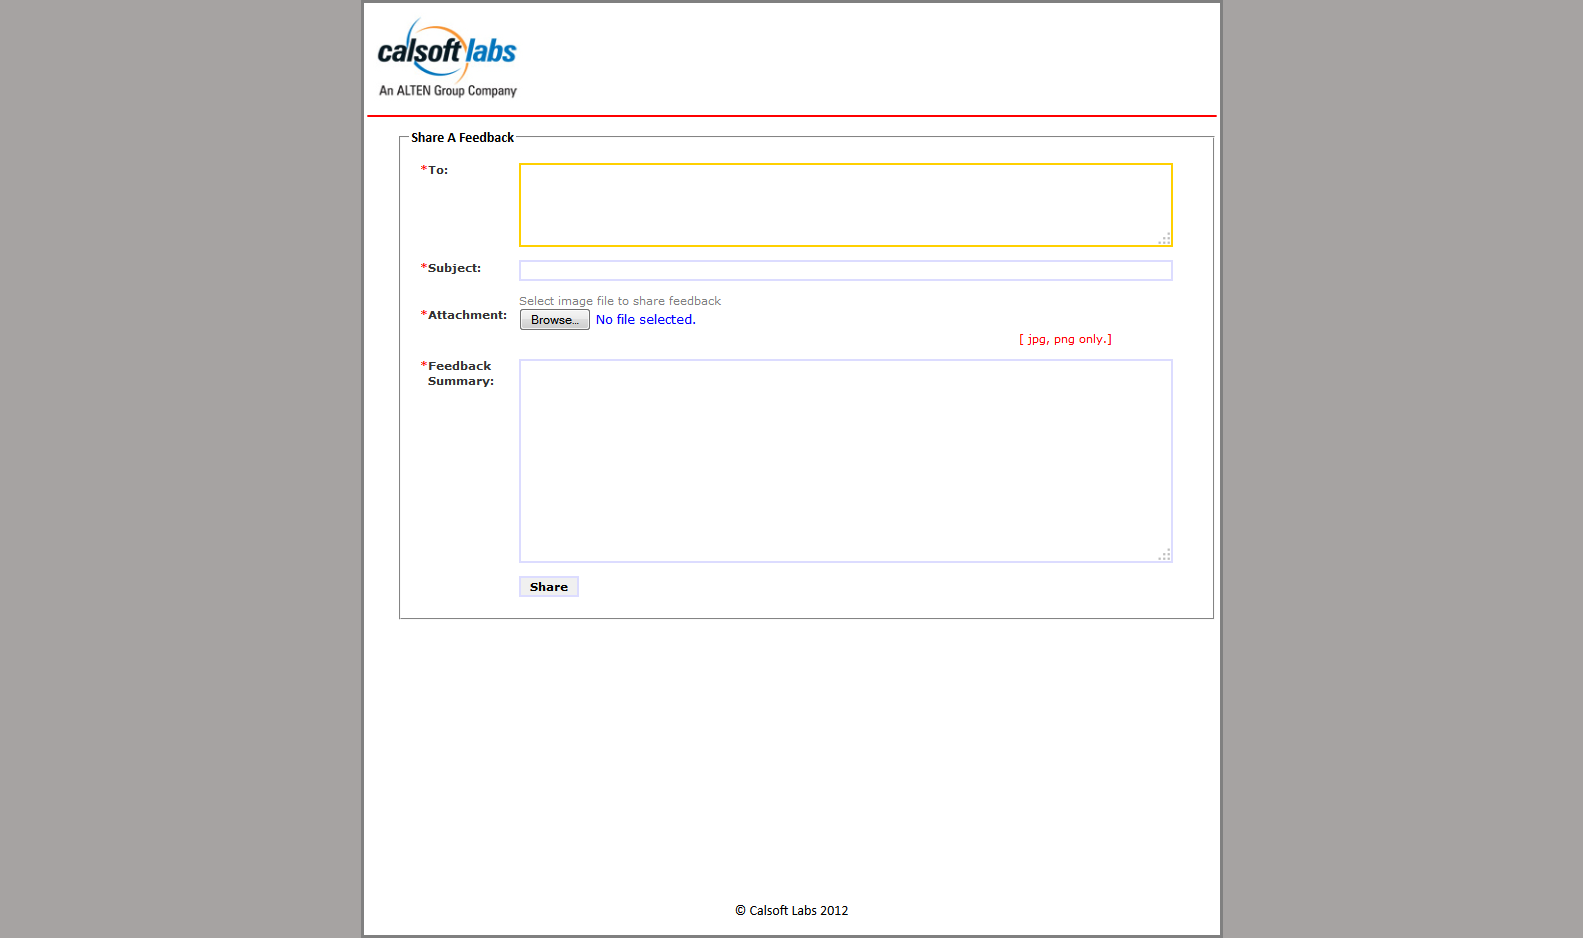 calsoft labs
An ALTEN Group Company
Share A Feedback
*To:
*Subject:
Select image file to share feedback
*Attachment:
Browse... No file selected.
[ jpg, png only.]
*Feedback
Summary:
Share
© Calsoft Labs 2012